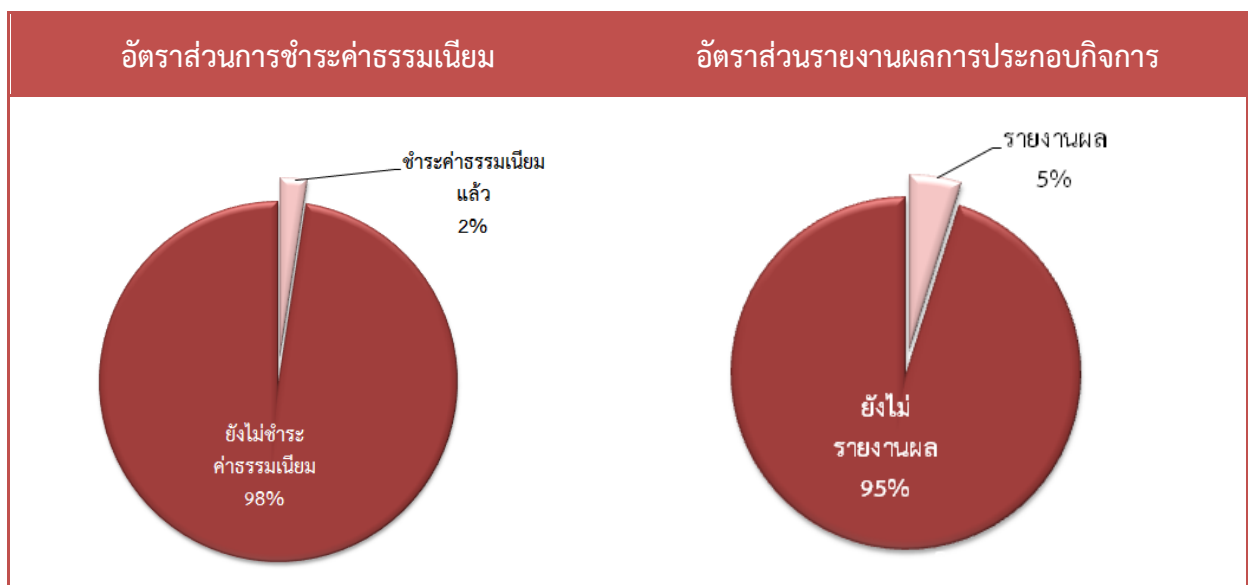 อัตราส่วนการชำระค่าธรรมเนียม
อัตราส่วนรายงานผลการประกอบกิจการ
ชำระค่าธรรมเนียม
แล้ว
2%
ยังไม่ชำระ
ค่าธรรมเนียม
98%
รายงานผล
5%
ยังไม่
รายงานผล
95%